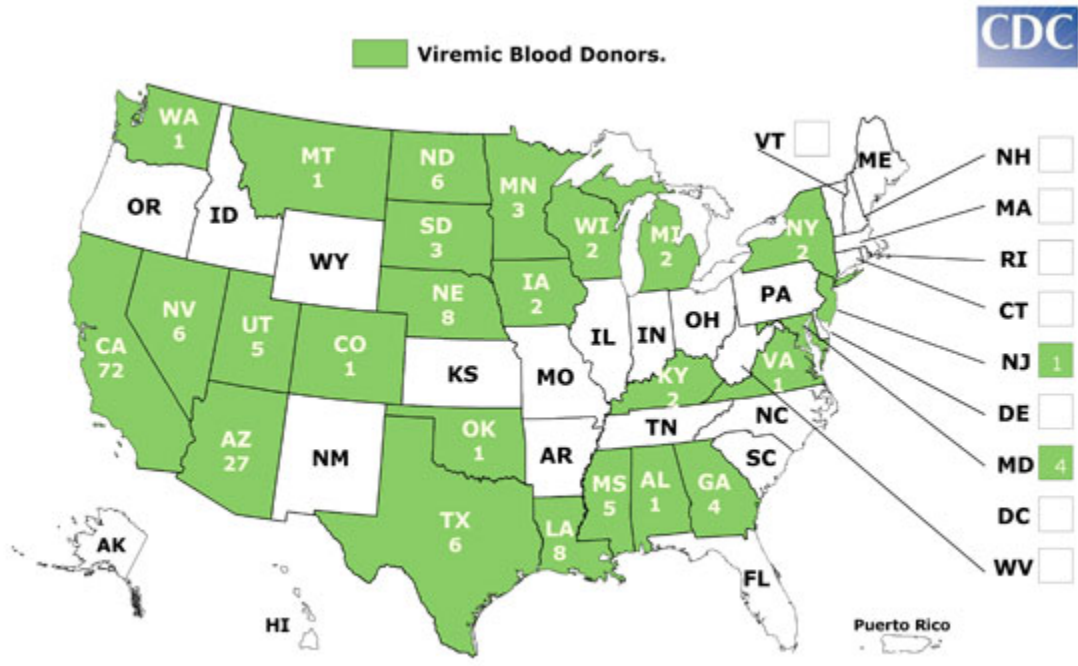 CDC
Viremic Blood Donors.
WA
1
MT
1
ND
6
MN
3
VT
ME
NH
OR
ID
SD
3
WI
2
MI
2
NY
2
MA
WY
RI
NE
8
IA
2
PA
CT
NV
6
UT
5
CO
1
IL
IN
OH
CA
72
KS
MO
KY
2
VA
1
NJ 1
DE
AZ
27
NM
OK
1
AR
TN
NC
SC
MD 4
MS
5
AL
1
GA
4
DC
TX
6
LA
8
WV
AK
FL
HI
Puerto Rico